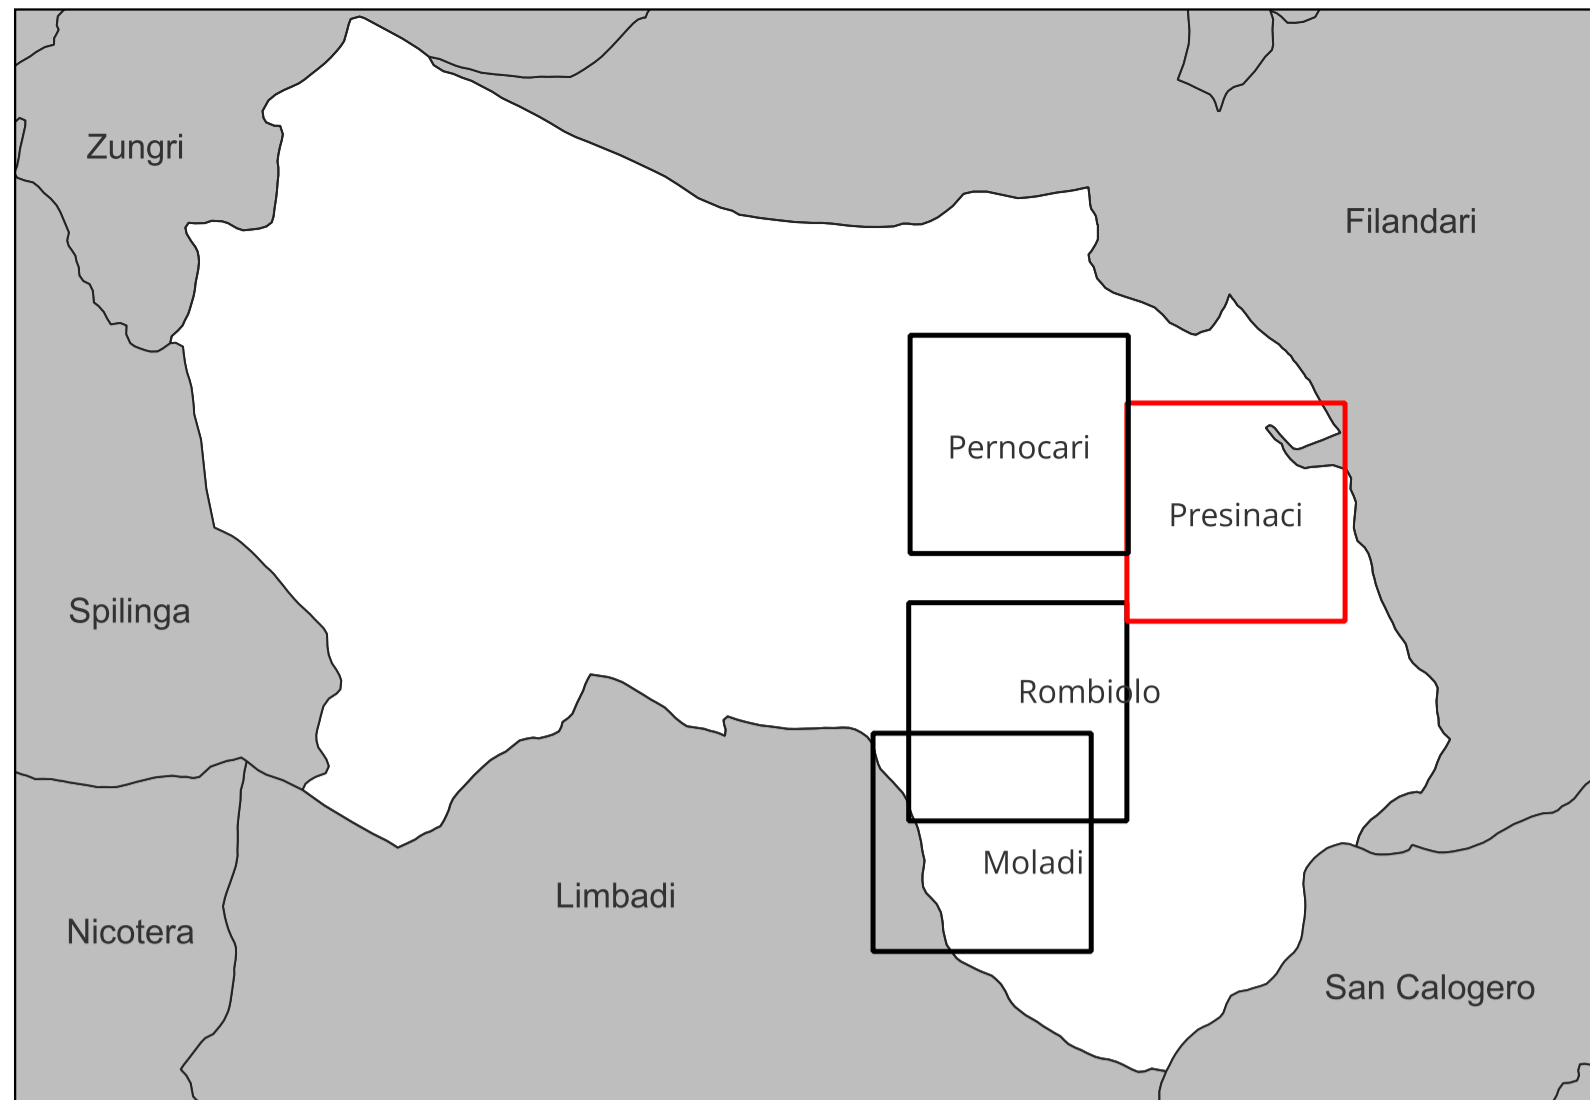 Zungri
Filandari
Pernocari
Presinaci
Spilinga
Rombiolo
Moladi
Limbadi
Nicotera
San Calogero